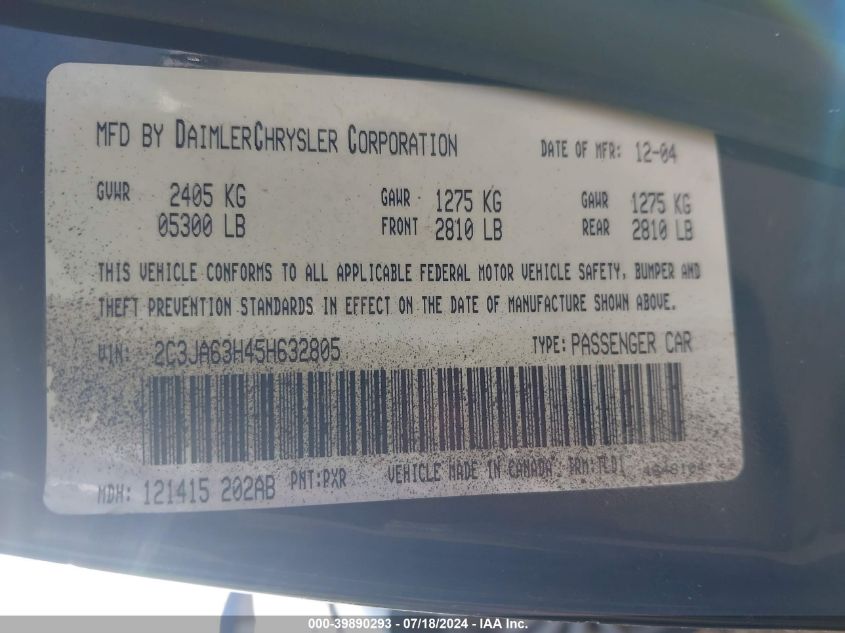 MFD BY DAIMLERCHRYSLER CORPORATION DATE OF MFR: 12-04
GVWR 2405 KG GAWR 1275 KG GAWR 1275 KG
05300 LB FRONT 2810 LB REAR 2810 LB
THIS VEHICLE CONFORMS TO ALL APPLICABLE FEDERAL MOTOR VEHICLE SAFETY, BUMPER AND
THEFT PREVENTION STANDARDS IN EFFECT ON THE DATE OF MANUFACTURE SHOWN ABOVE.
VIN: 2C3JA63H45H632805 TYPE: PASSENGER CAR
MDH: 121415 202AB PNT:PXR VEHICLE MADE IN CANADA. TRM:TLD1
000-39890293 - 07/18/2024 - IAA Inc.